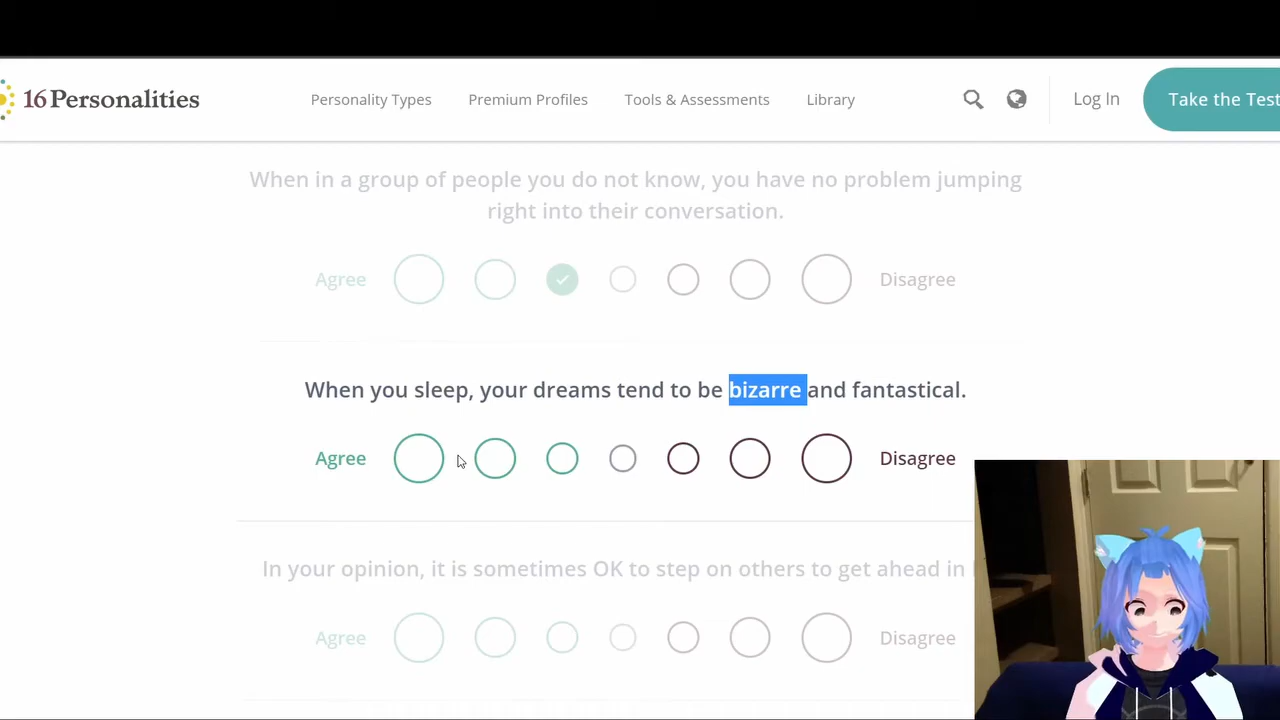 16Personalities
Personality Types
Premium Profiles
Tools & Assessments
Library
Log In
Take the Test
When in a group of people you do not know, you have no problem jumping
right into their conversation.
Agree
Disagree
When you sleep, your dreams tend to be bizarre and fantastical.
Agree
Disagree
In your opinion, it is sometimes OK to step on others to get ahead in
Agree
Disagree